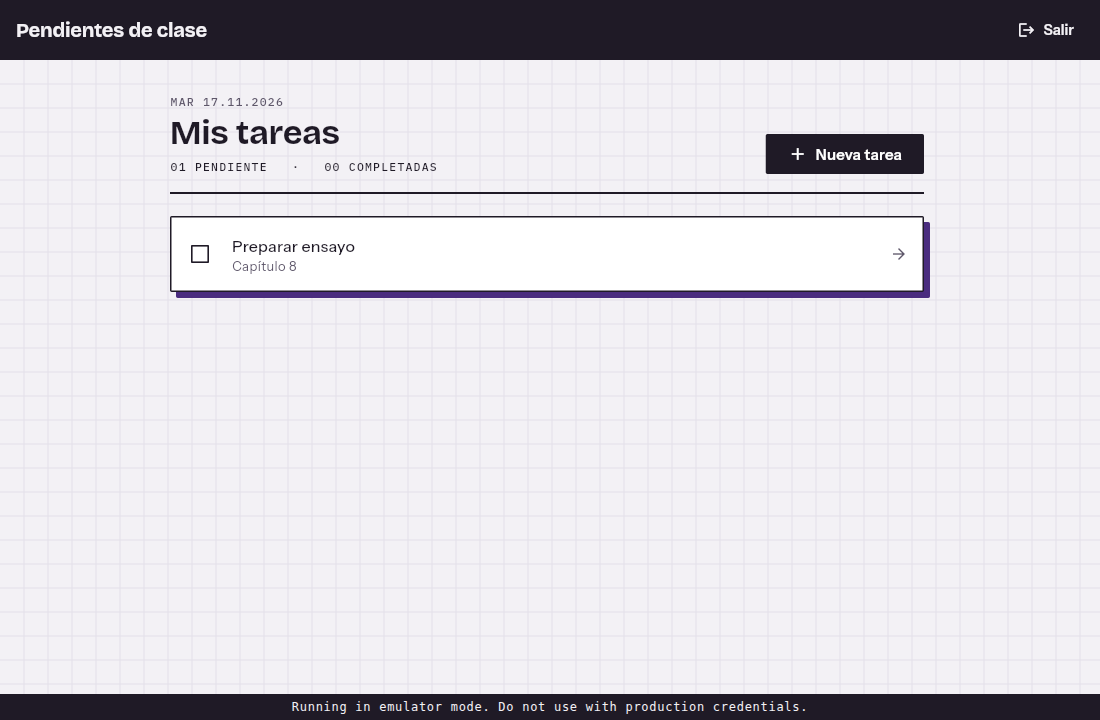 Pendientes de clase
Salir
MAR 17.11.2026
Mis tareas
01 PENDIENTE · 00 COMPLETADAS
Nueva tarea
Preparar ensayo
Capítulo 8
Running in emulator mode. Do not use with production credentials.